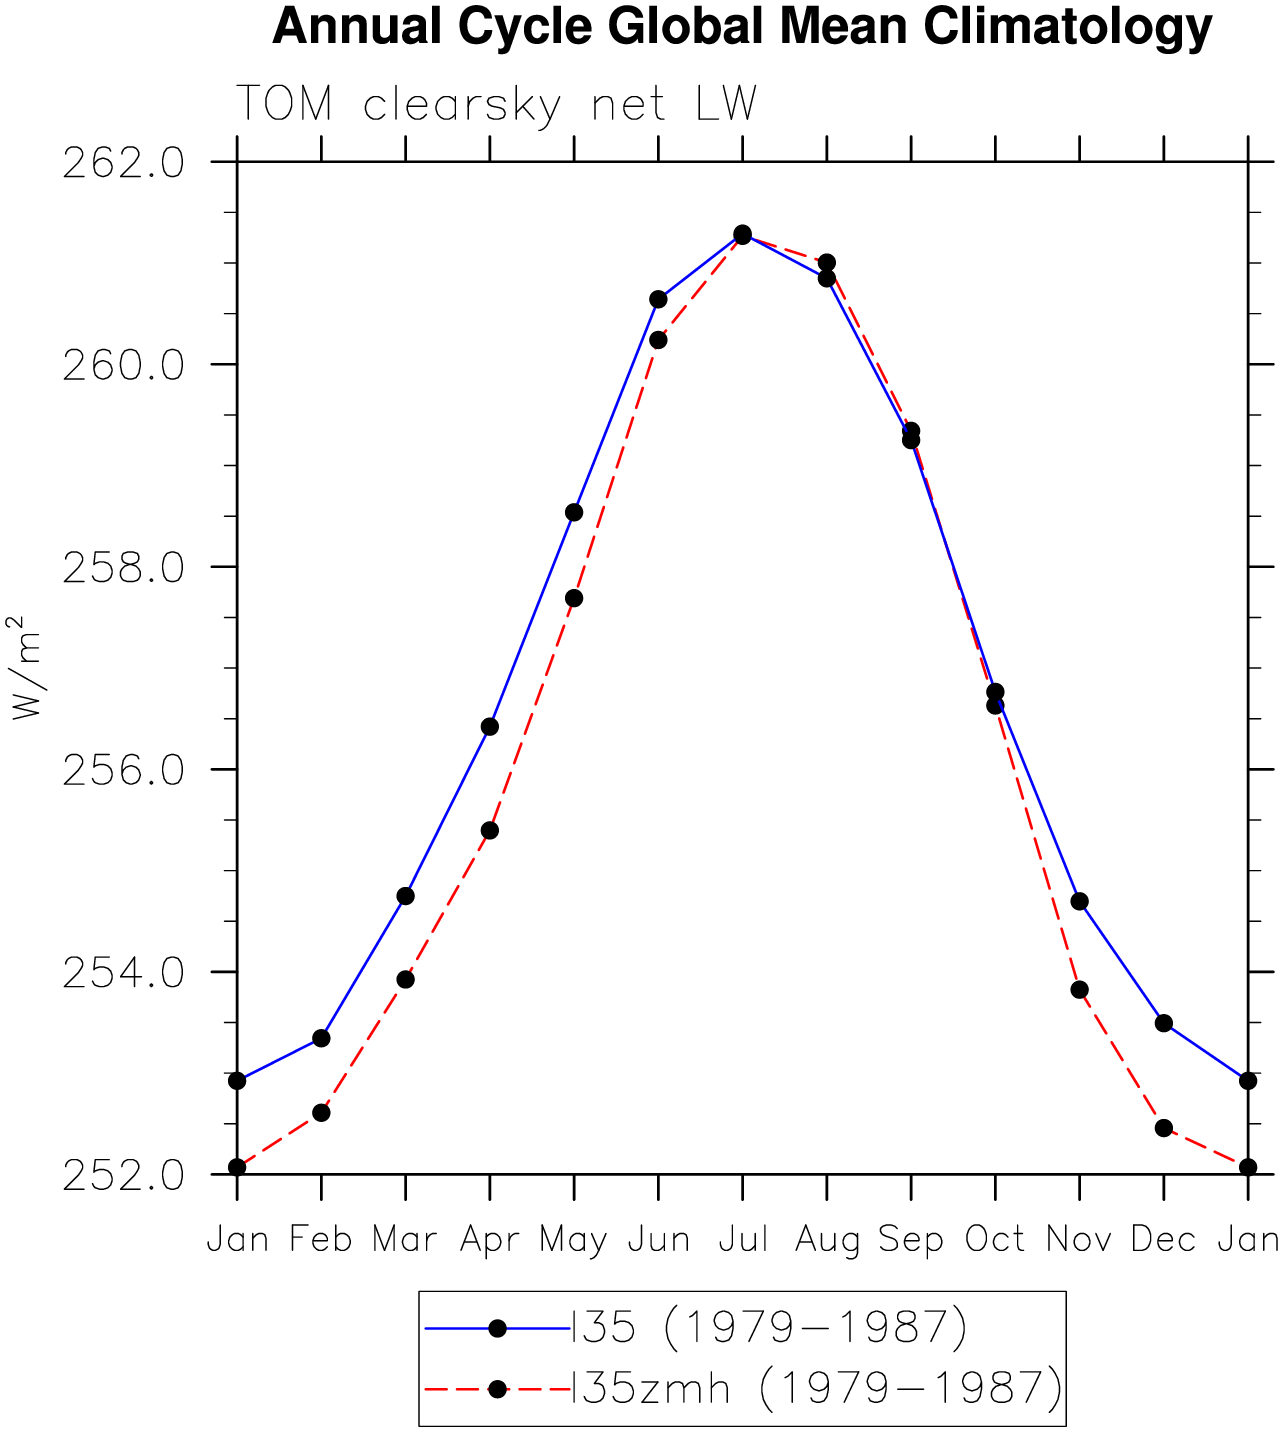 Annual Cycle Global Mean Climatology
TOM clearsky net LW
262.0
260.0
258.0
256.0
254.0
252.0
W/m²
Jan Feb Mar Apr May Jun Jul Aug Sep Oct Nov Dec Jan
I35 (1979-1987)
I35zmh (1979-1987)